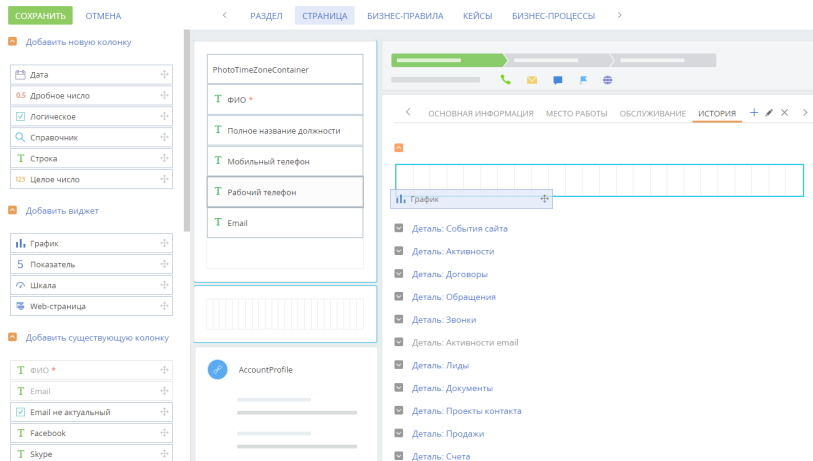 СОХРАНИТЬ ОТМЕНА РАЗДЕЛ СТРАНИЦА БИЗНЕС-ПРАВИЛА КЕЙСЫ БИЗНЕС-ПРОЦЕССЫ
Добавить новую колонку
Дата
0.5 Дробное число
Логическое
Справочник
T Строка
123 Целое число
Добавить виджет
График
5 Показатель
Шкала
Web-страница
Добавить существующую колонку
T ФИО *
T Email
Email не актуальный
T Facebook
T Skype
PhotoTimeZoneContainer
T ФИО *
T Полное название должности
T Мобильный телефон
T Рабочий телефон
T Email
AccountProfile
ОСНОВНАЯ ИНФОРМАЦИЯ МЕСТО РАБОТЫ ОБСЛУЖИВАНИЕ ИСТОРИЯ
График
Деталь: События сайта
Деталь: Активности
Деталь: Договоры
Деталь: Обращения
Деталь: Звонки
Деталь: Активности email
Деталь: Лиды
Деталь: Документы
Деталь: Проекты контакта
Деталь: Продажи
Деталь: Счета